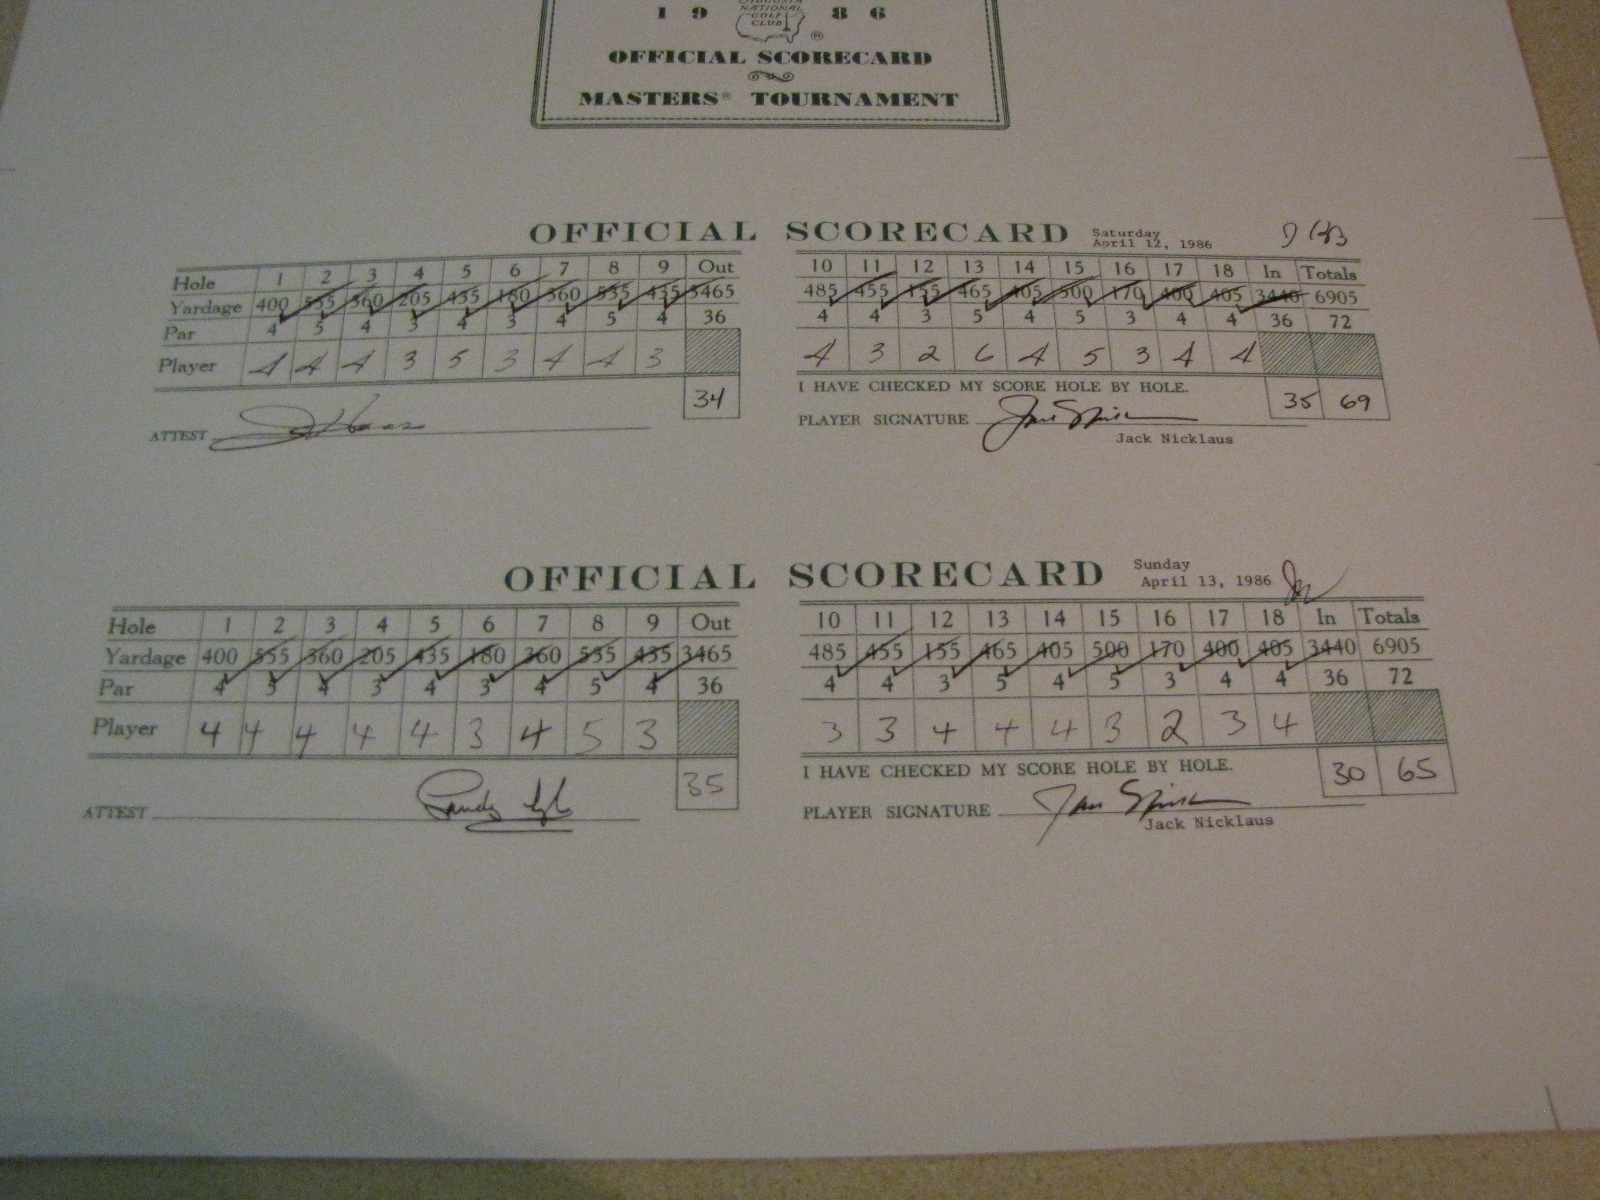 19 86
AUGUSTA
NATIONAL
GOLF
CLUB
®
OFFICIAL SCORECARD
MASTERS® TOURNAMENT
OFFICIAL SCORECARD Saturday
April 12, 1986
Hole 1 2 3 4 5 6 7 8 9 Out 10 11 12 13 14 15 16 17 18 In Totals
Yardage 400 555 360 205 435 180 360 535 435 3465 485 455 155 465 405 500 170 400 405 3440 6905
Par 4 5 4 3 4 3 4 5 4 36 4 4 3 5 4 5 3 4 4 36 72
Player 4 4 4 3 5 3 4 4 3 4 3 2 6 4 5 3 4 4
I HAVE CHECKED MY SCORE HOLE BY HOLE.
34 35 69
ATTEST PLAYER SIGNATURE
Jack Nicklaus
OFFICIAL SCORECARD Sunday
April 13, 1986
Hole 1 2 3 4 5 6 7 8 9 Out 10 11 12 13 14 15 16 17 18 In Totals
Yardage 400 555 360 205 435 180 360 535 435 3465 485 455 155 465 405 500 170 400 405 3440 6905
Par 4 5 4 3 4 3 4 5 4 36 4 4 3 5 4 5 3 4 4 36 72
Player 4 4 4 4 4 3 4 5 3 3 3 4 4 4 3 2 3 4
I HAVE CHECKED MY SCORE HOLE BY HOLE.
35 30 65
ATTEST PLAYER SIGNATURE
Jack Nicklaus